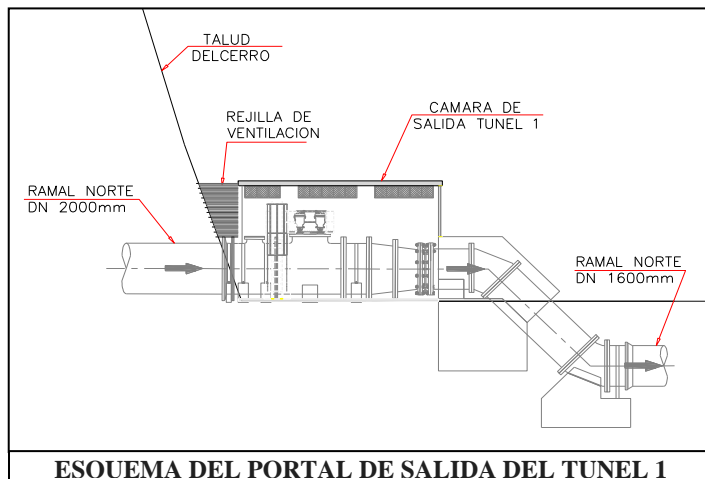 TALUD
DELCERRO
REJILLA DE
VENTILACION
CAMARA DE
SALIDA TUNEL 1
RAMAL NORTE
DN 2000mm
RAMAL NORTE
DN 1600mm
ESQUEMA DEL PORTAL DE SALIDA DEL TUNEL 1